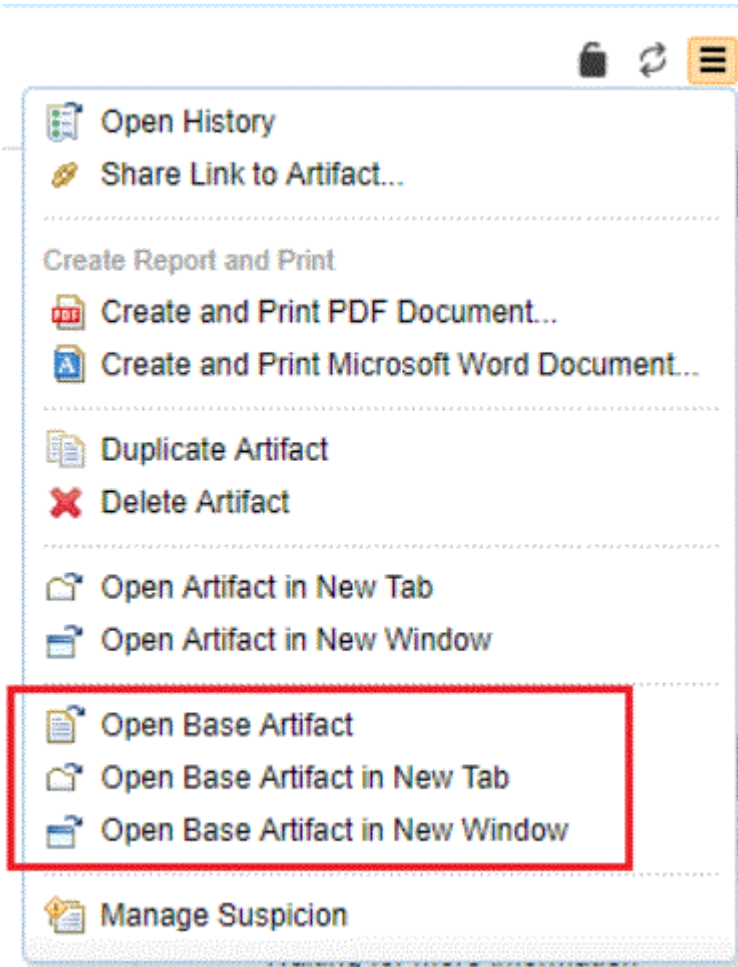 Open History
Share Link to Artifact...
Create Report and Print
PDF
Create and Print PDF Document...
A
Create and Print Microsoft Word Document...
Duplicate Artifact
Delete Artifact
Open Artifact in New Tab
Open Artifact in New Window
Open Base Artifact
Open Base Artifact in New Tab
Open Base Artifact in New Window
Manage Suspicion